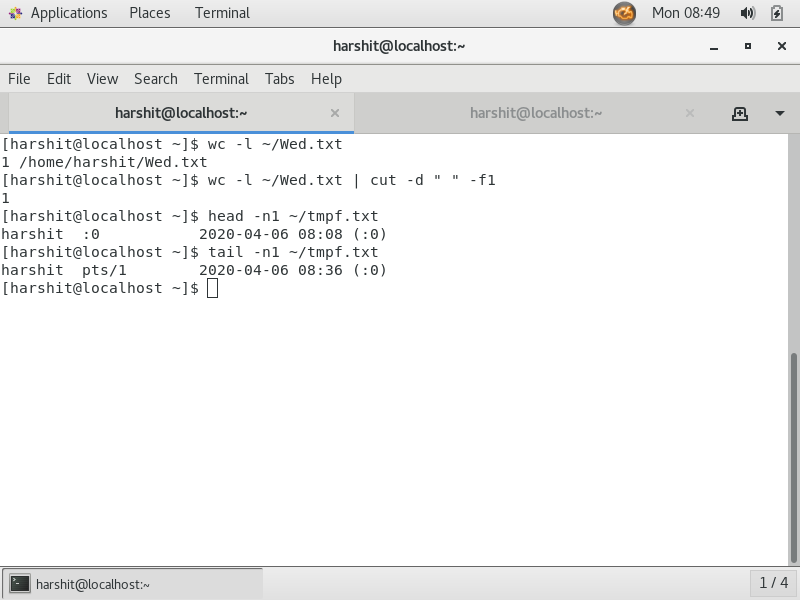 Applications Places Terminal Mon 08:49
harshit@localhost:~
File Edit View Search Terminal Tabs Help
harshit@localhost:~ harshit@localhost:~
[harshit@localhost ~]$ wc -l ~/Wed.txt
1 /home/harshit/Wed.txt
[harshit@localhost ~]$ wc -l ~/Wed.txt | cut -d " " -f1
1
[harshit@localhost ~]$ head -n1 ~/tmpf.txt
harshit  :0           2020-04-06 08:08 (:0)
[harshit@localhost ~]$ tail -n1 ~/tmpf.txt
harshit  pts/1        2020-04-06 08:36 (:0)
[harshit@localhost ~]$
harshit@localhost:~ 1 / 4